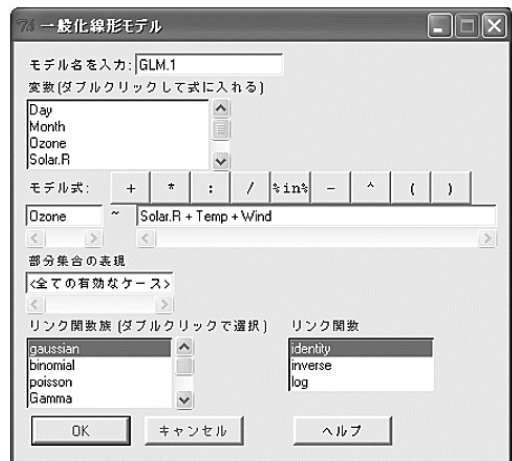 一般化線形モデル
モデル名を入力: GLM.1
変数(ダブルクリックして式に入れる)
Day
Month
Ozone
Solar.R
モデル式: + * : / %in% - ^ ( )
Ozone ~ Solar.R + Temp + Wind
部分集合の表現
<全ての有効なケース>
リンク関数族 (ダブルクリックで選択) リンク関数
gaussian identity
binomial inverse
poisson log
Gamma
OK キャンセル ヘルプ